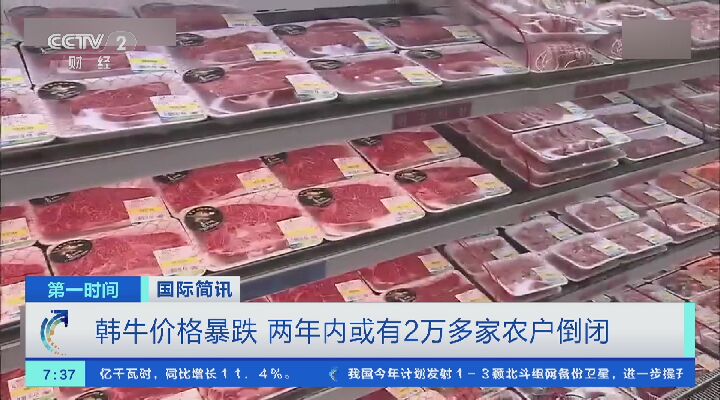 CCTV 2
财经
第一时间 国际简讯
韩牛价格暴跌 两年内或有2万多家农户倒闭
7:37 亿千瓦时，同比增长11.4%。 我国今年计划发射1-3颗北斗组网备份卫星，进一步提升